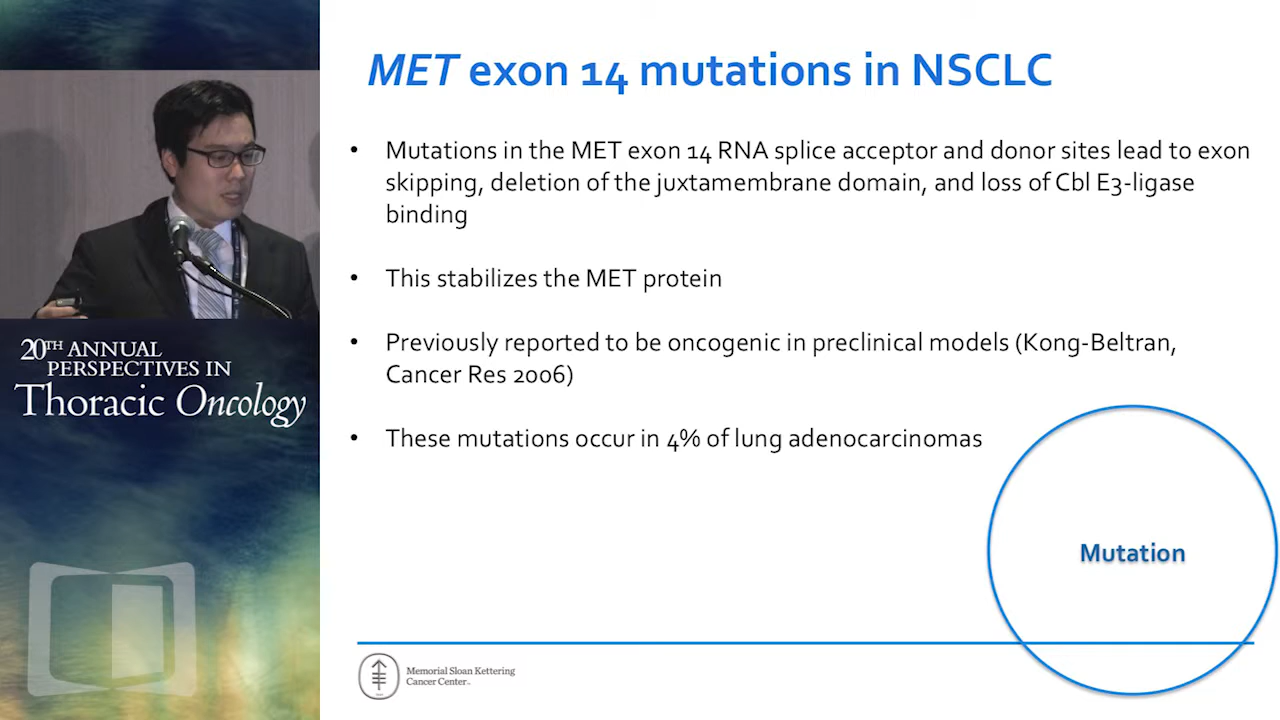 MET exon 14 mutations in NSCLC
• Mutations in the MET exon 14 RNA splice acceptor and donor sites lead to exon
skipping, deletion of the juxtamembrane domain, and loss of Cbl E3-ligase
binding
• This stabilizes the MET protein
• Previously reported to be oncogenic in preclinical models (Kong-Beltran,
Cancer Res 2006)
• These mutations occur in 4% of lung adenocarcinomas
Mutation
Memorial Sloan Kettering
Cancer Center
20TH ANNUAL
PERSPECTIVES IN
Thoracic Oncology